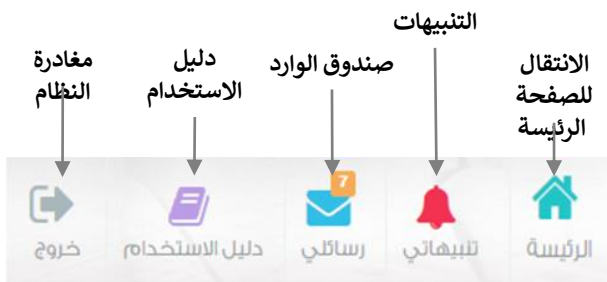 التنبيهات
الانتقال
للصفحة
الرئيسة
صندوق الوارد
دليل
الاستخدام
مغادرة
النظام
7
الرئيسة
تنبيهاتي
رسائلي
دليل الاستخدام
خروج